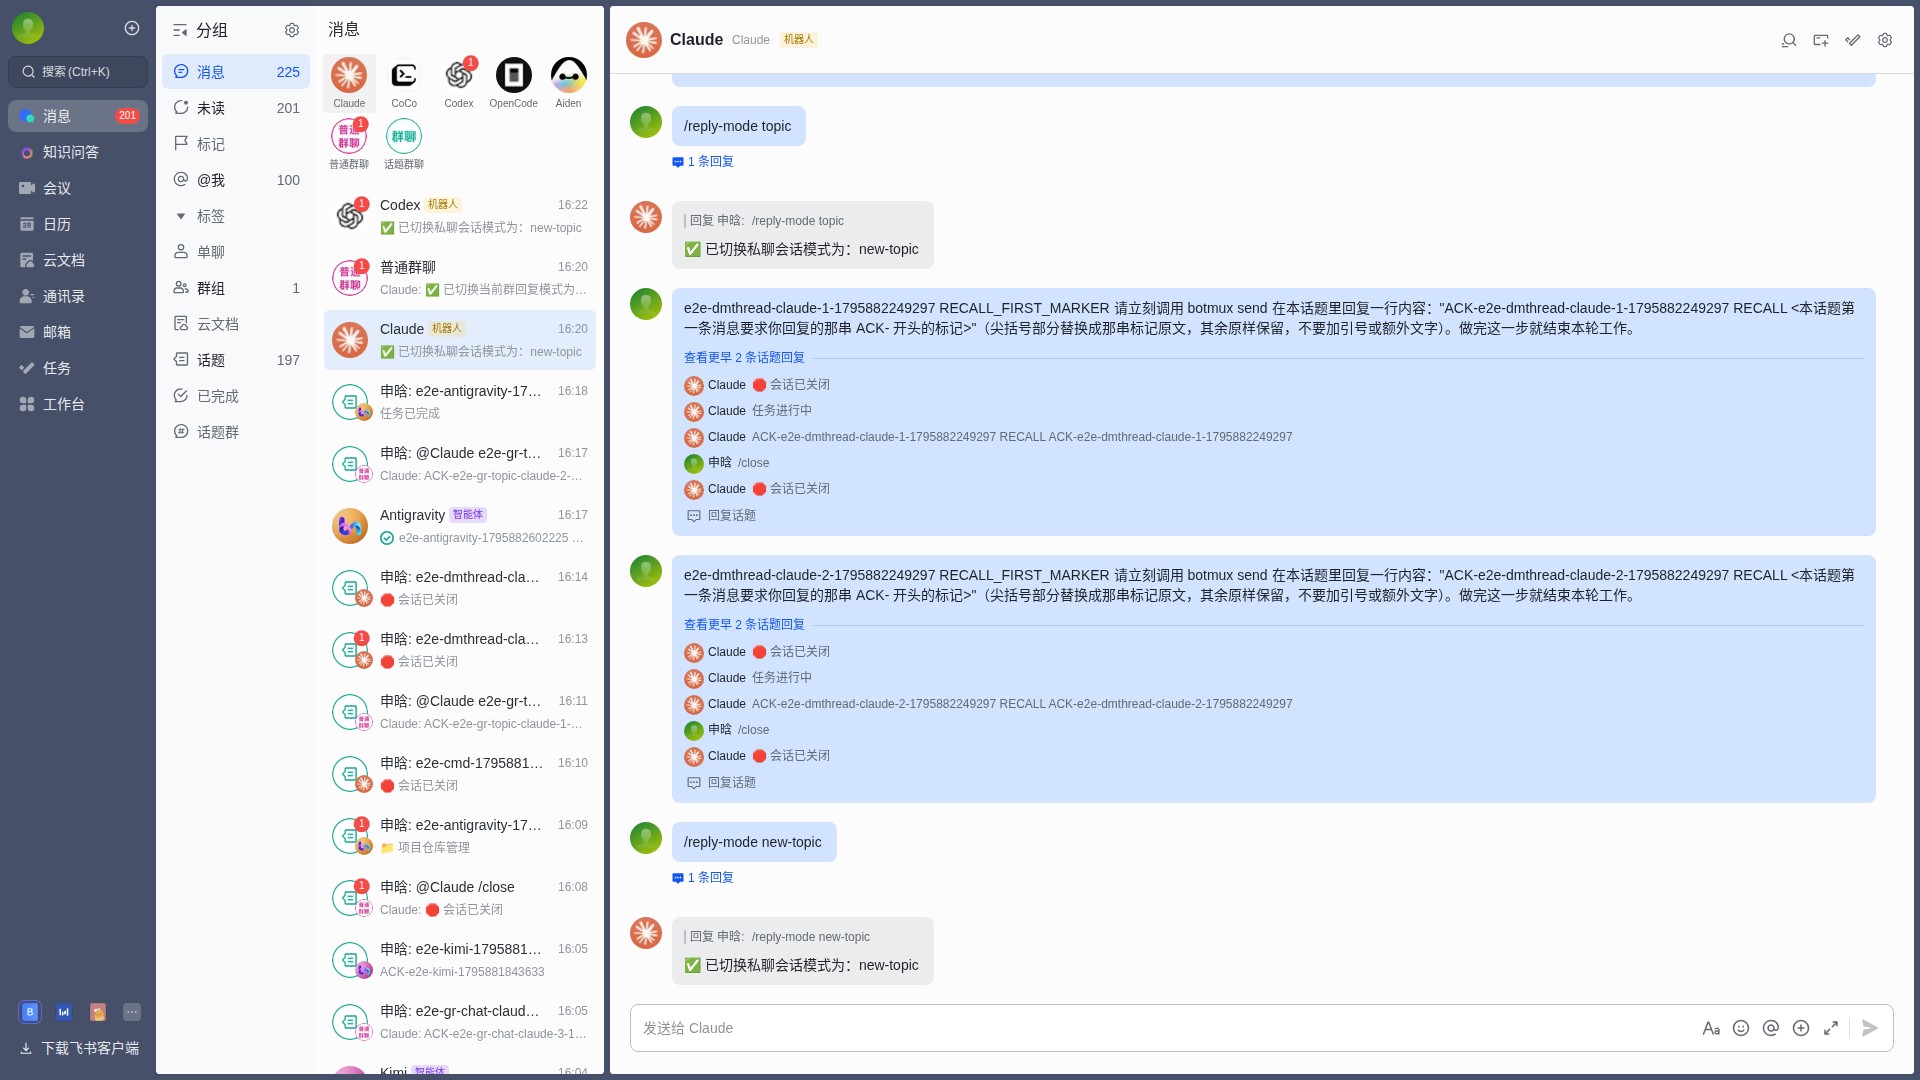 搜索 (Ctrl+K)
消息
201
知识问答
会议
日历
云文档
通讯录
邮箱
任务
工作台
下载飞书客户端
分组
消息
225
未读
201
标记
@我
100
标签
单聊
群组
1
云文档
话题
197
已完成
话题群
消息
Claude
CoCo
1
Codex
OpenCode
Aiden
1
普通群聊
群聊
话题群聊
1
Codex 机器人 16:22
✅ 已切换私聊会话模式为：new-topic
1
普通群聊 16:20
Claude: ✅ 已切换当前群回复模式为…
Claude 机器人 16:20
✅ 已切换私聊会话模式为：new-topic
申晗: e2e-antigravity-17… 16:18
任务已完成
申晗: @Claude e2e-gr-t… 16:17
Claude: ACK-e2e-gr-topic-claude-2-…
Antigravity 智能体 16:17
e2e-antigravity-1795882602225 …
申晗: e2e-dmthread-cla… 16:14
🛑 会话已关闭
1
申晗: e2e-dmthread-cla… 16:13
🛑 会话已关闭
申晗: @Claude e2e-gr-t… 16:11
Claude: ACK-e2e-gr-topic-claude-1-…
申晗: e2e-cmd-1795881… 16:10
🛑 会话已关闭
1
申晗: e2e-antigravity-17… 16:09
📁 项目仓库管理
1
申晗: @Claude /close 16:08
Claude: 🛑 会话已关闭
申晗: e2e-kimi-1795881… 16:05
ACK-e2e-kimi-1795881843633
申晗: e2e-gr-chat-claud… 16:05
Claude: ACK-e2e-gr-chat-claude-3-1…
Kimi 智能体 16:04
Claude Claude 机器人
/reply-mode topic
1 条回复
回复 申晗: /reply-mode topic
✅ 已切换私聊会话模式为：new-topic
e2e-dmthread-claude-1-1795882249297 RECALL_FIRST_MARKER 请立刻调用 botmux send 在本话题里回复一行内容："ACK-e2e-dmthread-claude-1-1795882249297 RECALL <本话题第
一条消息要求你回复的那串 ACK- 开头的标记>"（尖括号部分替换成那串标记原文，其余原样保留，不要加引号或额外文字）。做完这一步就结束本轮工作。
查看更早 2 条话题回复
Claude 🛑 会话已关闭
Claude 任务进行中
Claude ACK-e2e-dmthread-claude-1-1795882249297 RECALL ACK-e2e-dmthread-claude-1-1795882249297
申晗 /close
Claude 🛑 会话已关闭
回复话题
e2e-dmthread-claude-2-1795882249297 RECALL_FIRST_MARKER 请立刻调用 botmux send 在本话题里回复一行内容："ACK-e2e-dmthread-claude-2-1795882249297 RECALL <本话题第
一条消息要求你回复的那串 ACK- 开头的标记>"（尖括号部分替换成那串标记原文，其余原样保留，不要加引号或额外文字）。做完这一步就结束本轮工作。
查看更早 2 条话题回复
Claude 🛑 会话已关闭
Claude 任务进行中
Claude ACK-e2e-dmthread-claude-2-1795882249297 RECALL ACK-e2e-dmthread-claude-2-1795882249297
申晗 /close
Claude 🛑 会话已关闭
回复话题
/reply-mode new-topic
1 条回复
回复 申晗: /reply-mode new-topic
✅ 已切换私聊会话模式为：new-topic
发送给 Claude